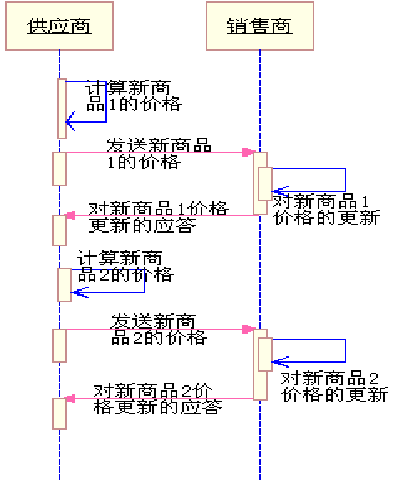 供应商
销售商
计算新商
品1的价格
发送新商品
1的价格
对新商品1
价格的更新
对新商品1价格
更新的应答
计算新商
品2的价格
发送新商
品2的价格
对新商品2
价格的更新
对新商品2价
格更新的应答